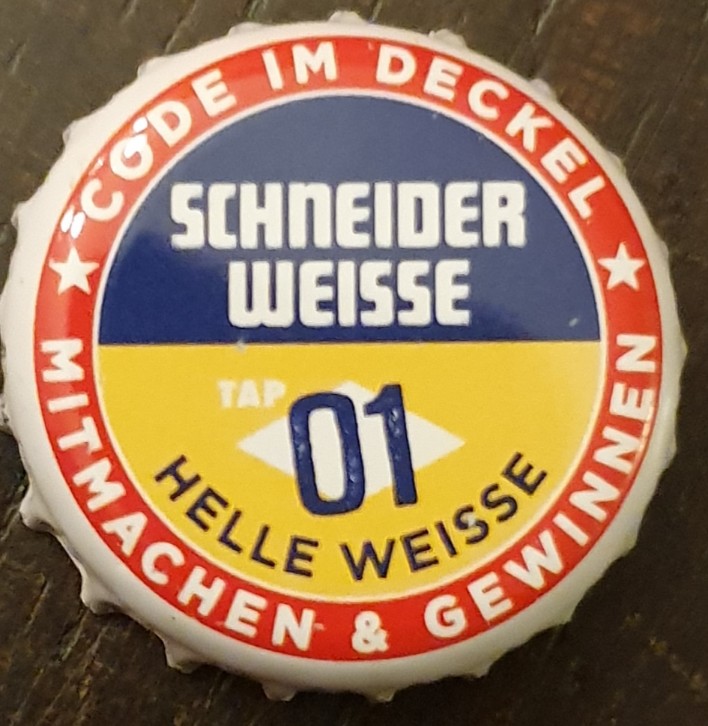 CODE IM DECKEL
SCHNEIDER
WEISSE
TAP
01
HELLE WEISSE
MITMACHEN & GEWINNEN